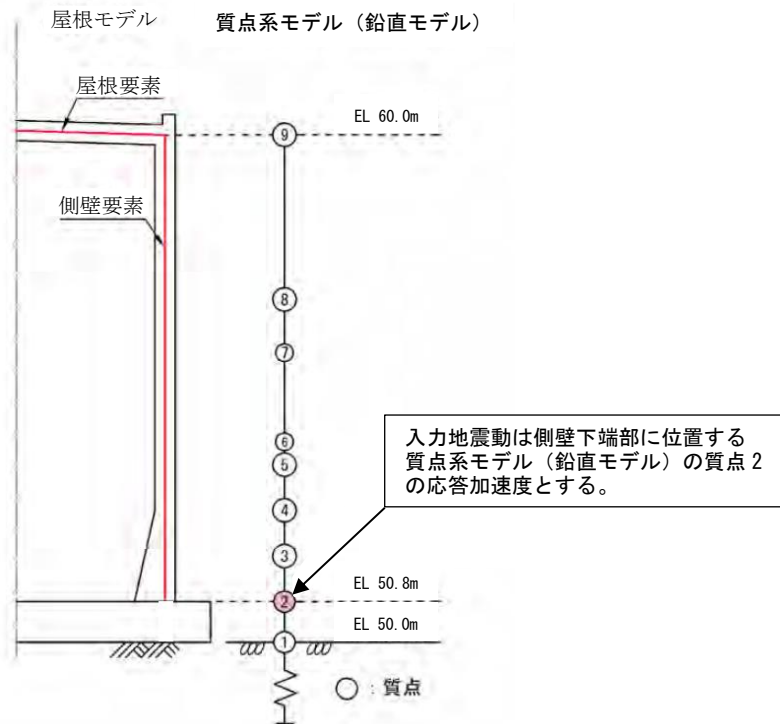 屋根モデル
質点系モデル（鉛直モデル）
屋根要素
EL 60.0m
9
側壁要素
8
7
6
5
入力地震動は側壁下端部に位置する
質点系モデル（鉛直モデル）の質点2
の応答加速度とする。
4
3
EL 50.8m
2
EL 50.0m
1
○ : 質点